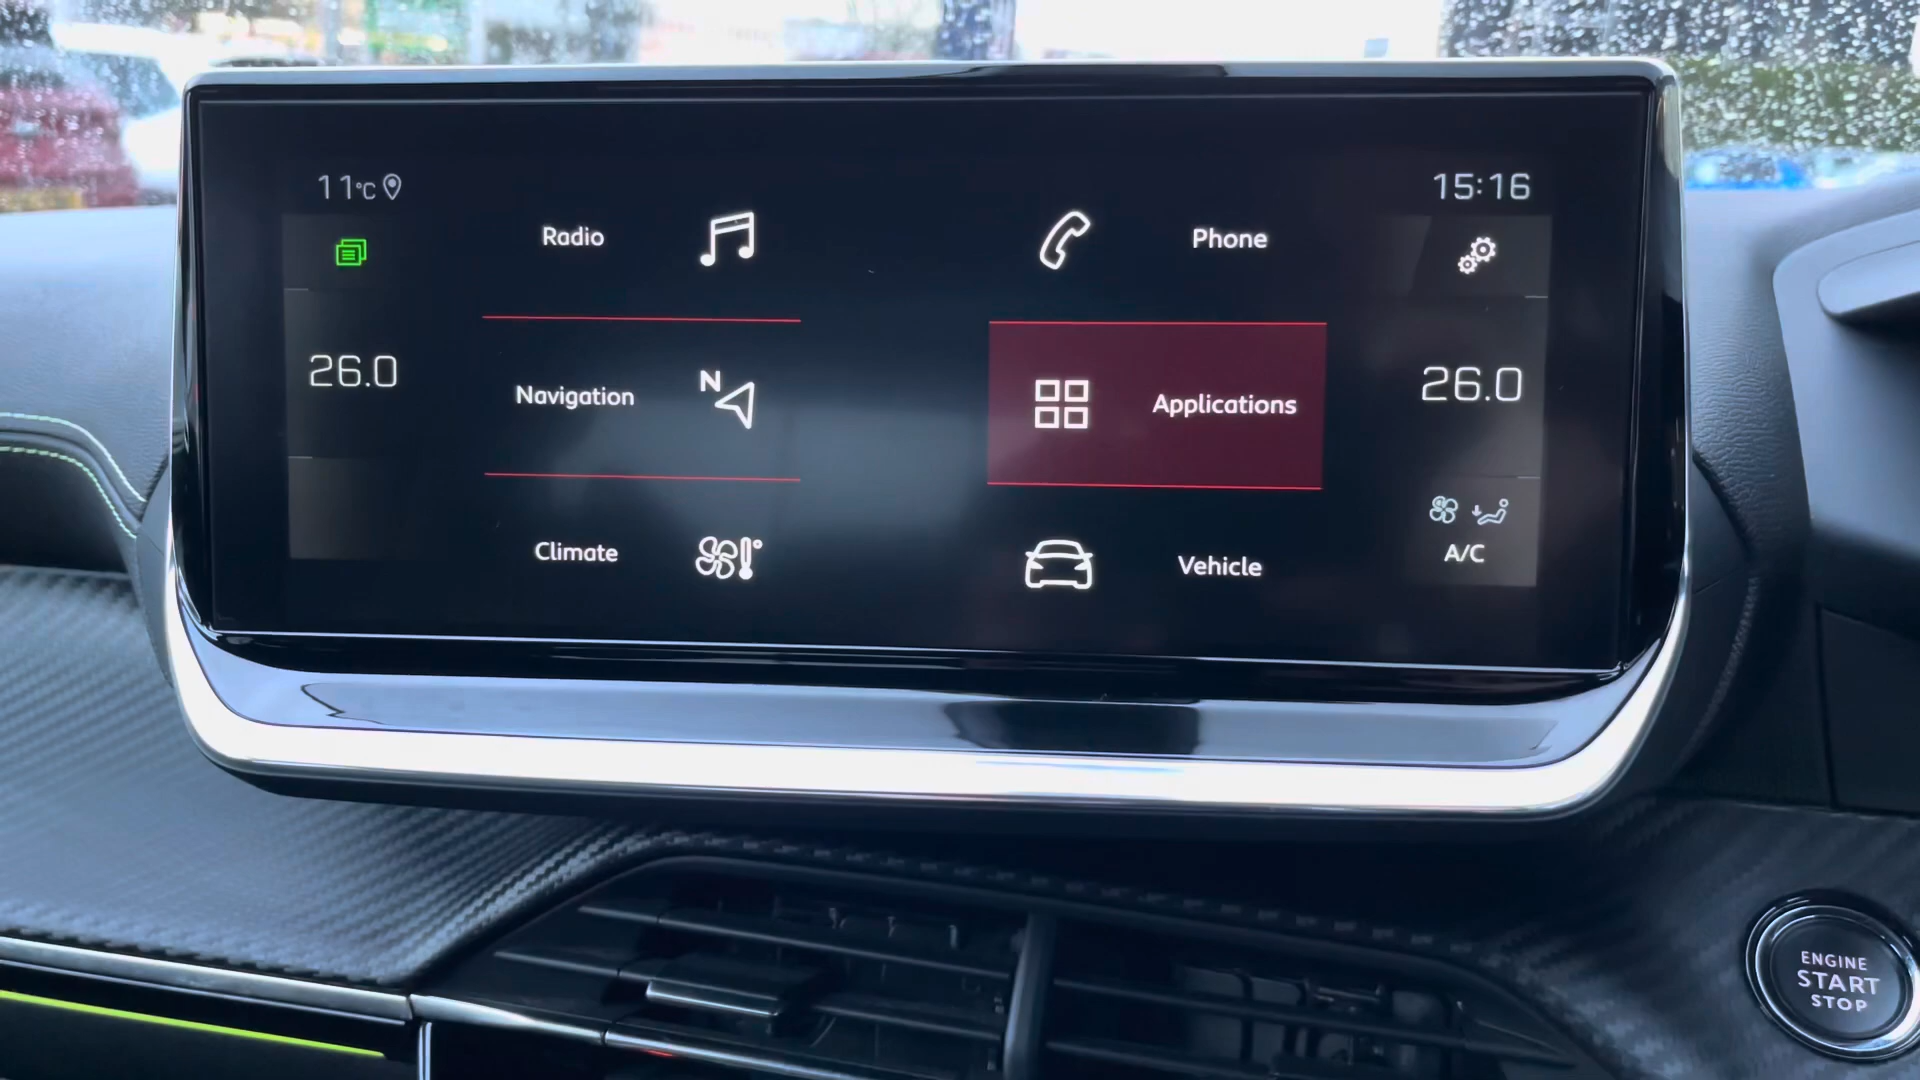 11°C
15:16
Radio
Phone
26.0
N
Navigation
Applications
26.0
Climate
Vehicle
A/C
ENGINE
START
STOP